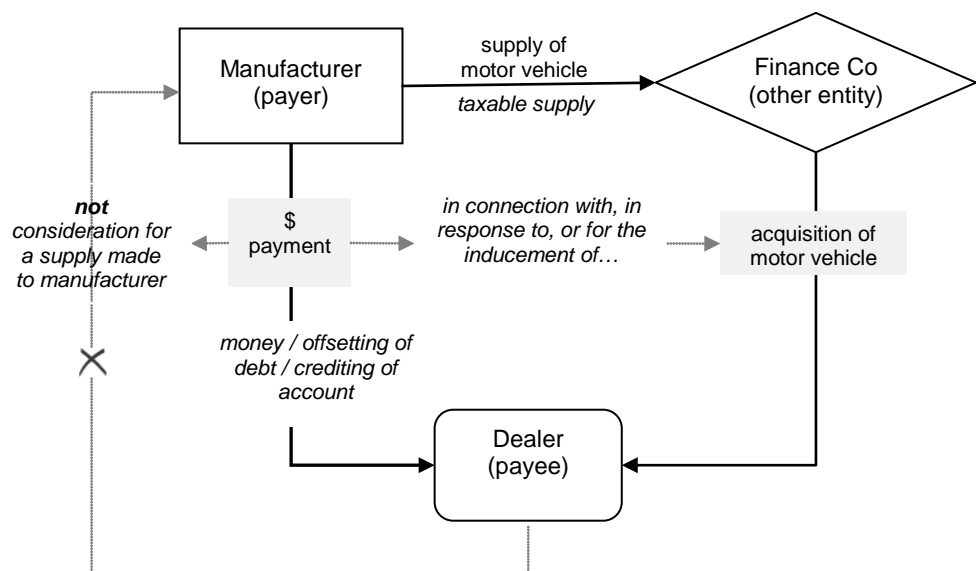 Manufacturer
(payer)
supply of
motor vehicle
taxable supply
Finance Co
(other entity)
not
consideration for
a supply made
to manufacturer
$
payment
in connection with, in
response to, or for the
inducement of…
acquisition of
motor vehicle
money / offsetting of
debt / crediting of
account
Dealer
(payee)